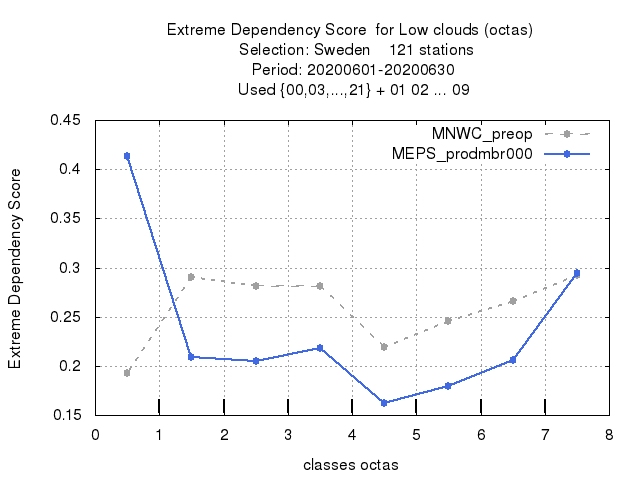 Extreme Dependency Score  for Low clouds (octas)
Selection: Sweden    121 stations
Period: 20200601-20200630
Used {00,03,...,21} + 01 02 ... 09
MNWC_preop
MEPS_prodmbr000
0.45
0.4
0.35
0.3
0.25
0.2
0.15
Extreme Dependency Score
0 1 2 3 4 5 6 7 8
classes octas